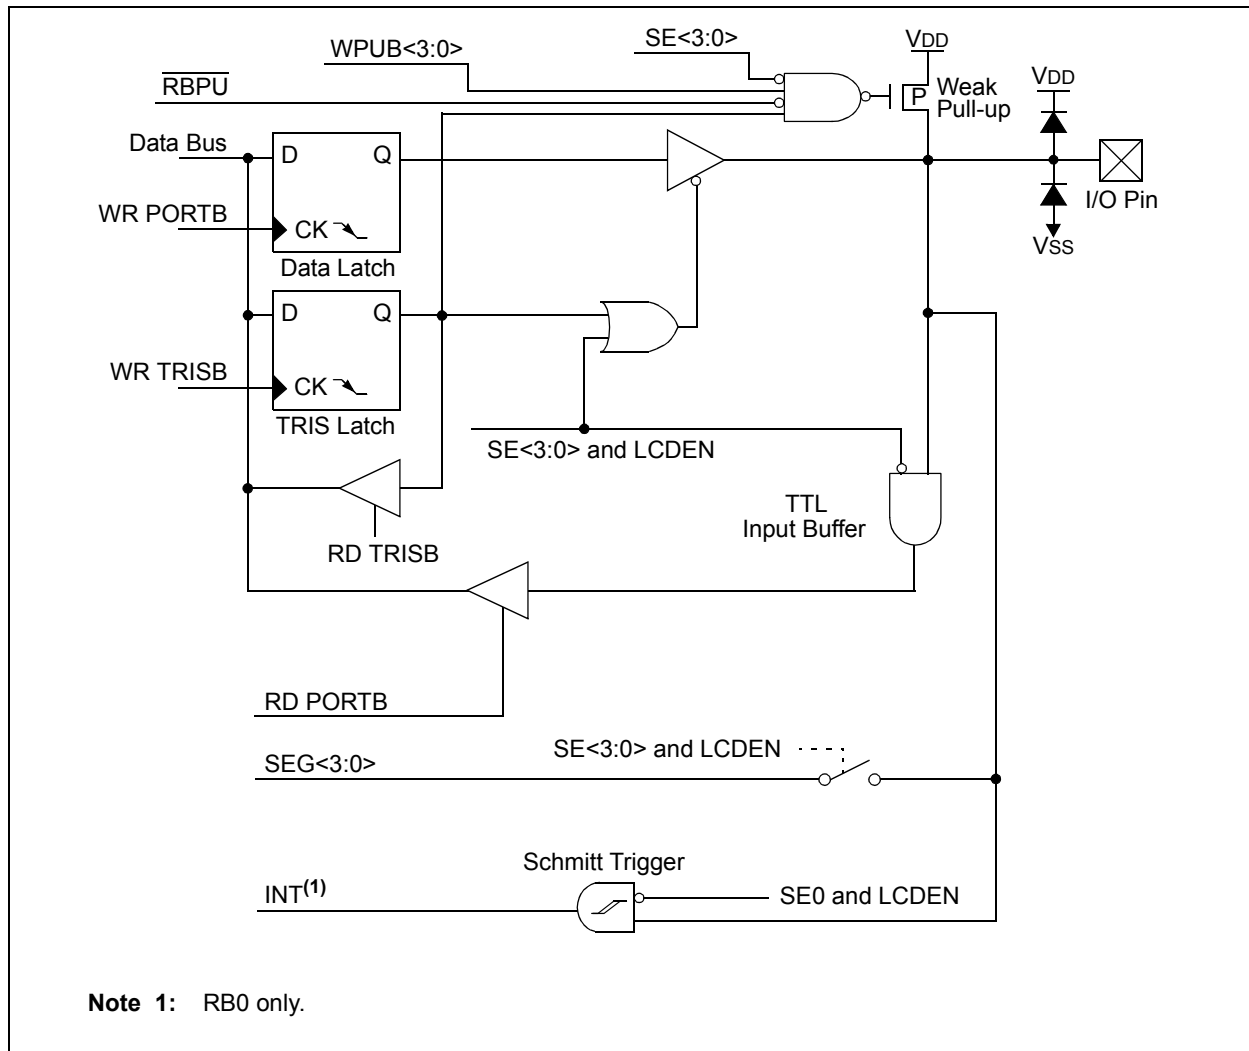 SE<3:0>
VDD
WPUB<3:0>
RBPU
P
Weak
Pull-up
VDD
Data Bus
D
Q
WR PORTB
CK
Data Latch
I/O Pin
VSS
D
Q
WR TRISB
CK
TRIS Latch
SE<3:0> and LCDEN
TTL
Input Buffer
RD TRISB
RD PORTB
SE<3:0> and LCDEN
SEG<3:0>
Schmitt Trigger
INT(1)
SE0 and LCDEN
Note 1: RB0 only.